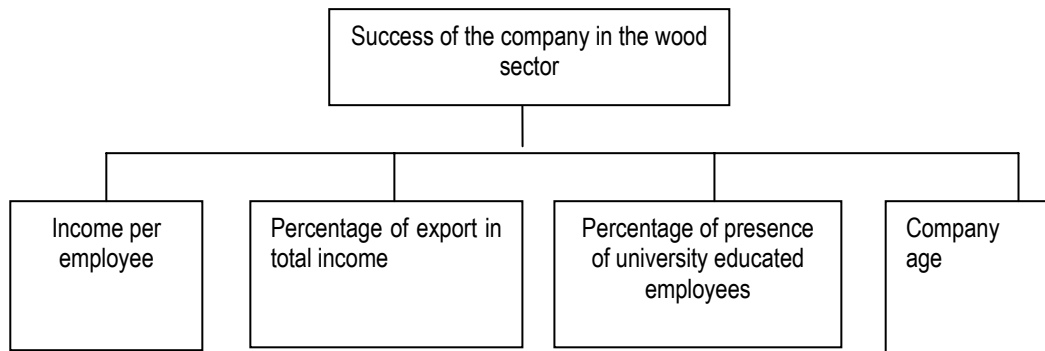 Success of the company in the wood
sector
Income per
employee
Percentage of export in
total income
Percentage of presence
of university educated
employees
Company
age